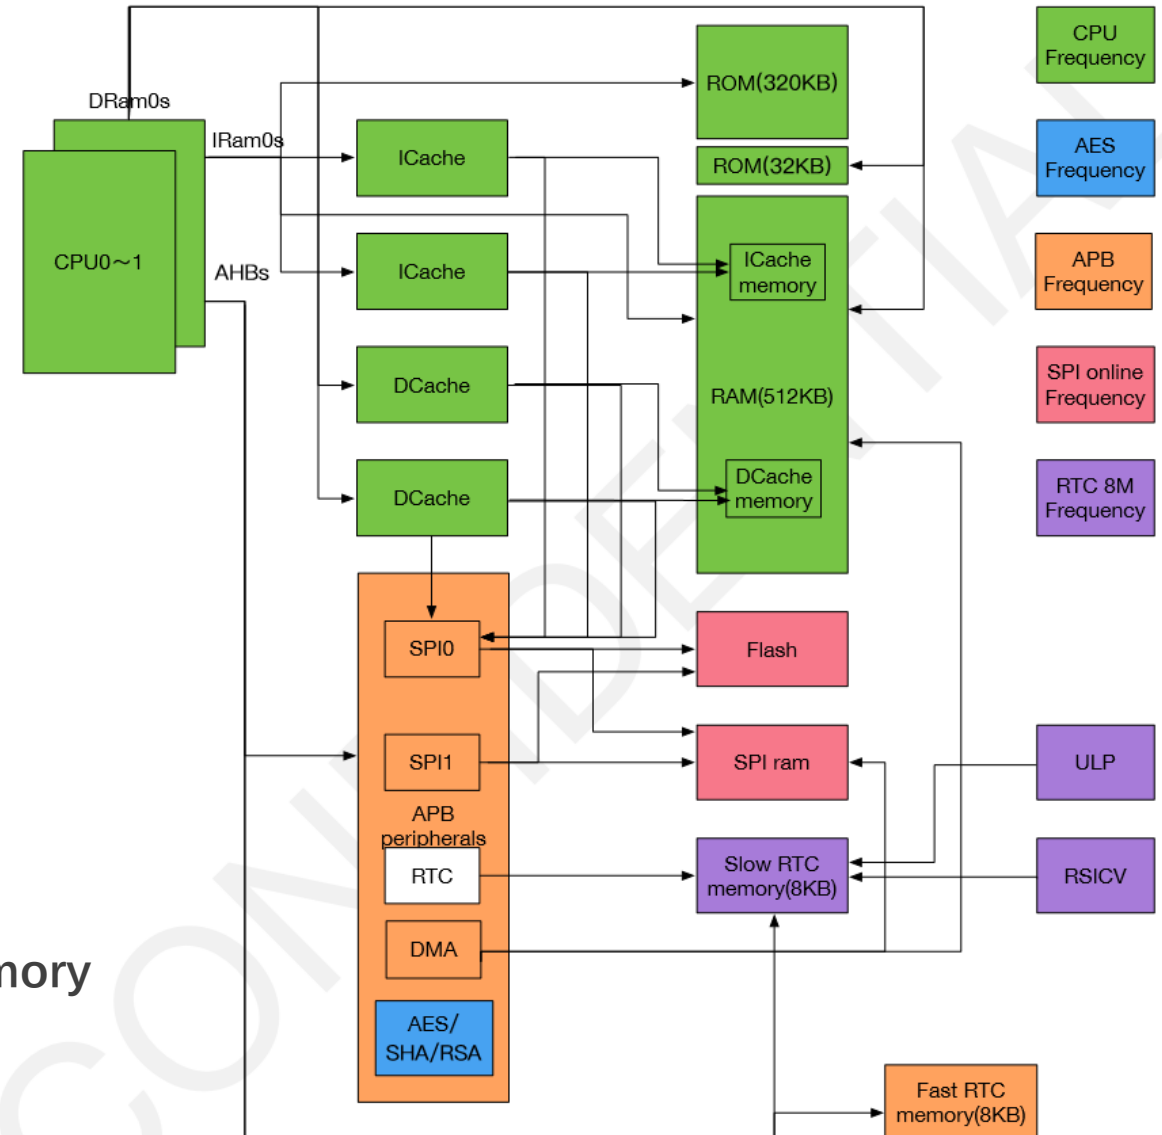 DRam0s
IRam0s
AHBs
CPU0～1
ICache
ICache
DCache
DCache
ROM(320KB)
ROM(32KB)
ICache
memory
RAM(512KB)
DCache
memory
SPI0
SPI1
APB
peripherals
RTC
DMA
AES/
SHA/RSA
Flash
SPI ram
Slow RTC
memory(8KB)
Fast RTC
memory(8KB)
CPU
Frequency
AES
Frequency
APB
Frequency
SPI online
Frequency
RTC 8M
Frequency
ULP
RSICV
mory
CONFIDENTIAL